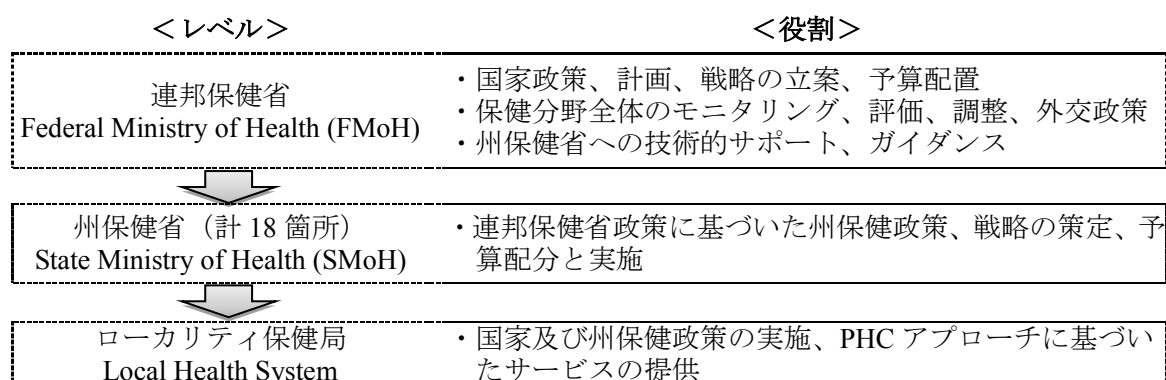 ＜レベル＞ ＜役割＞
連邦保健省
Federal Ministry of Health (FMoH)
・国家政策、計画、戦略の立案、予算配置
・保健分野全体のモニタリング、評価、調整、外交政策
・州保健省への技術的サポート、ガイダンス
州保健省（計 18 箇所）
State Ministry of Health (SMoH)
・連邦保健省政策に基づいた州保健政策、戦略の策定、予
算配分と実施
ローカリティ保健局
Local Health System
・国家及び州保健政策の実施、PHC アプローチに基づい
たサービスの提供